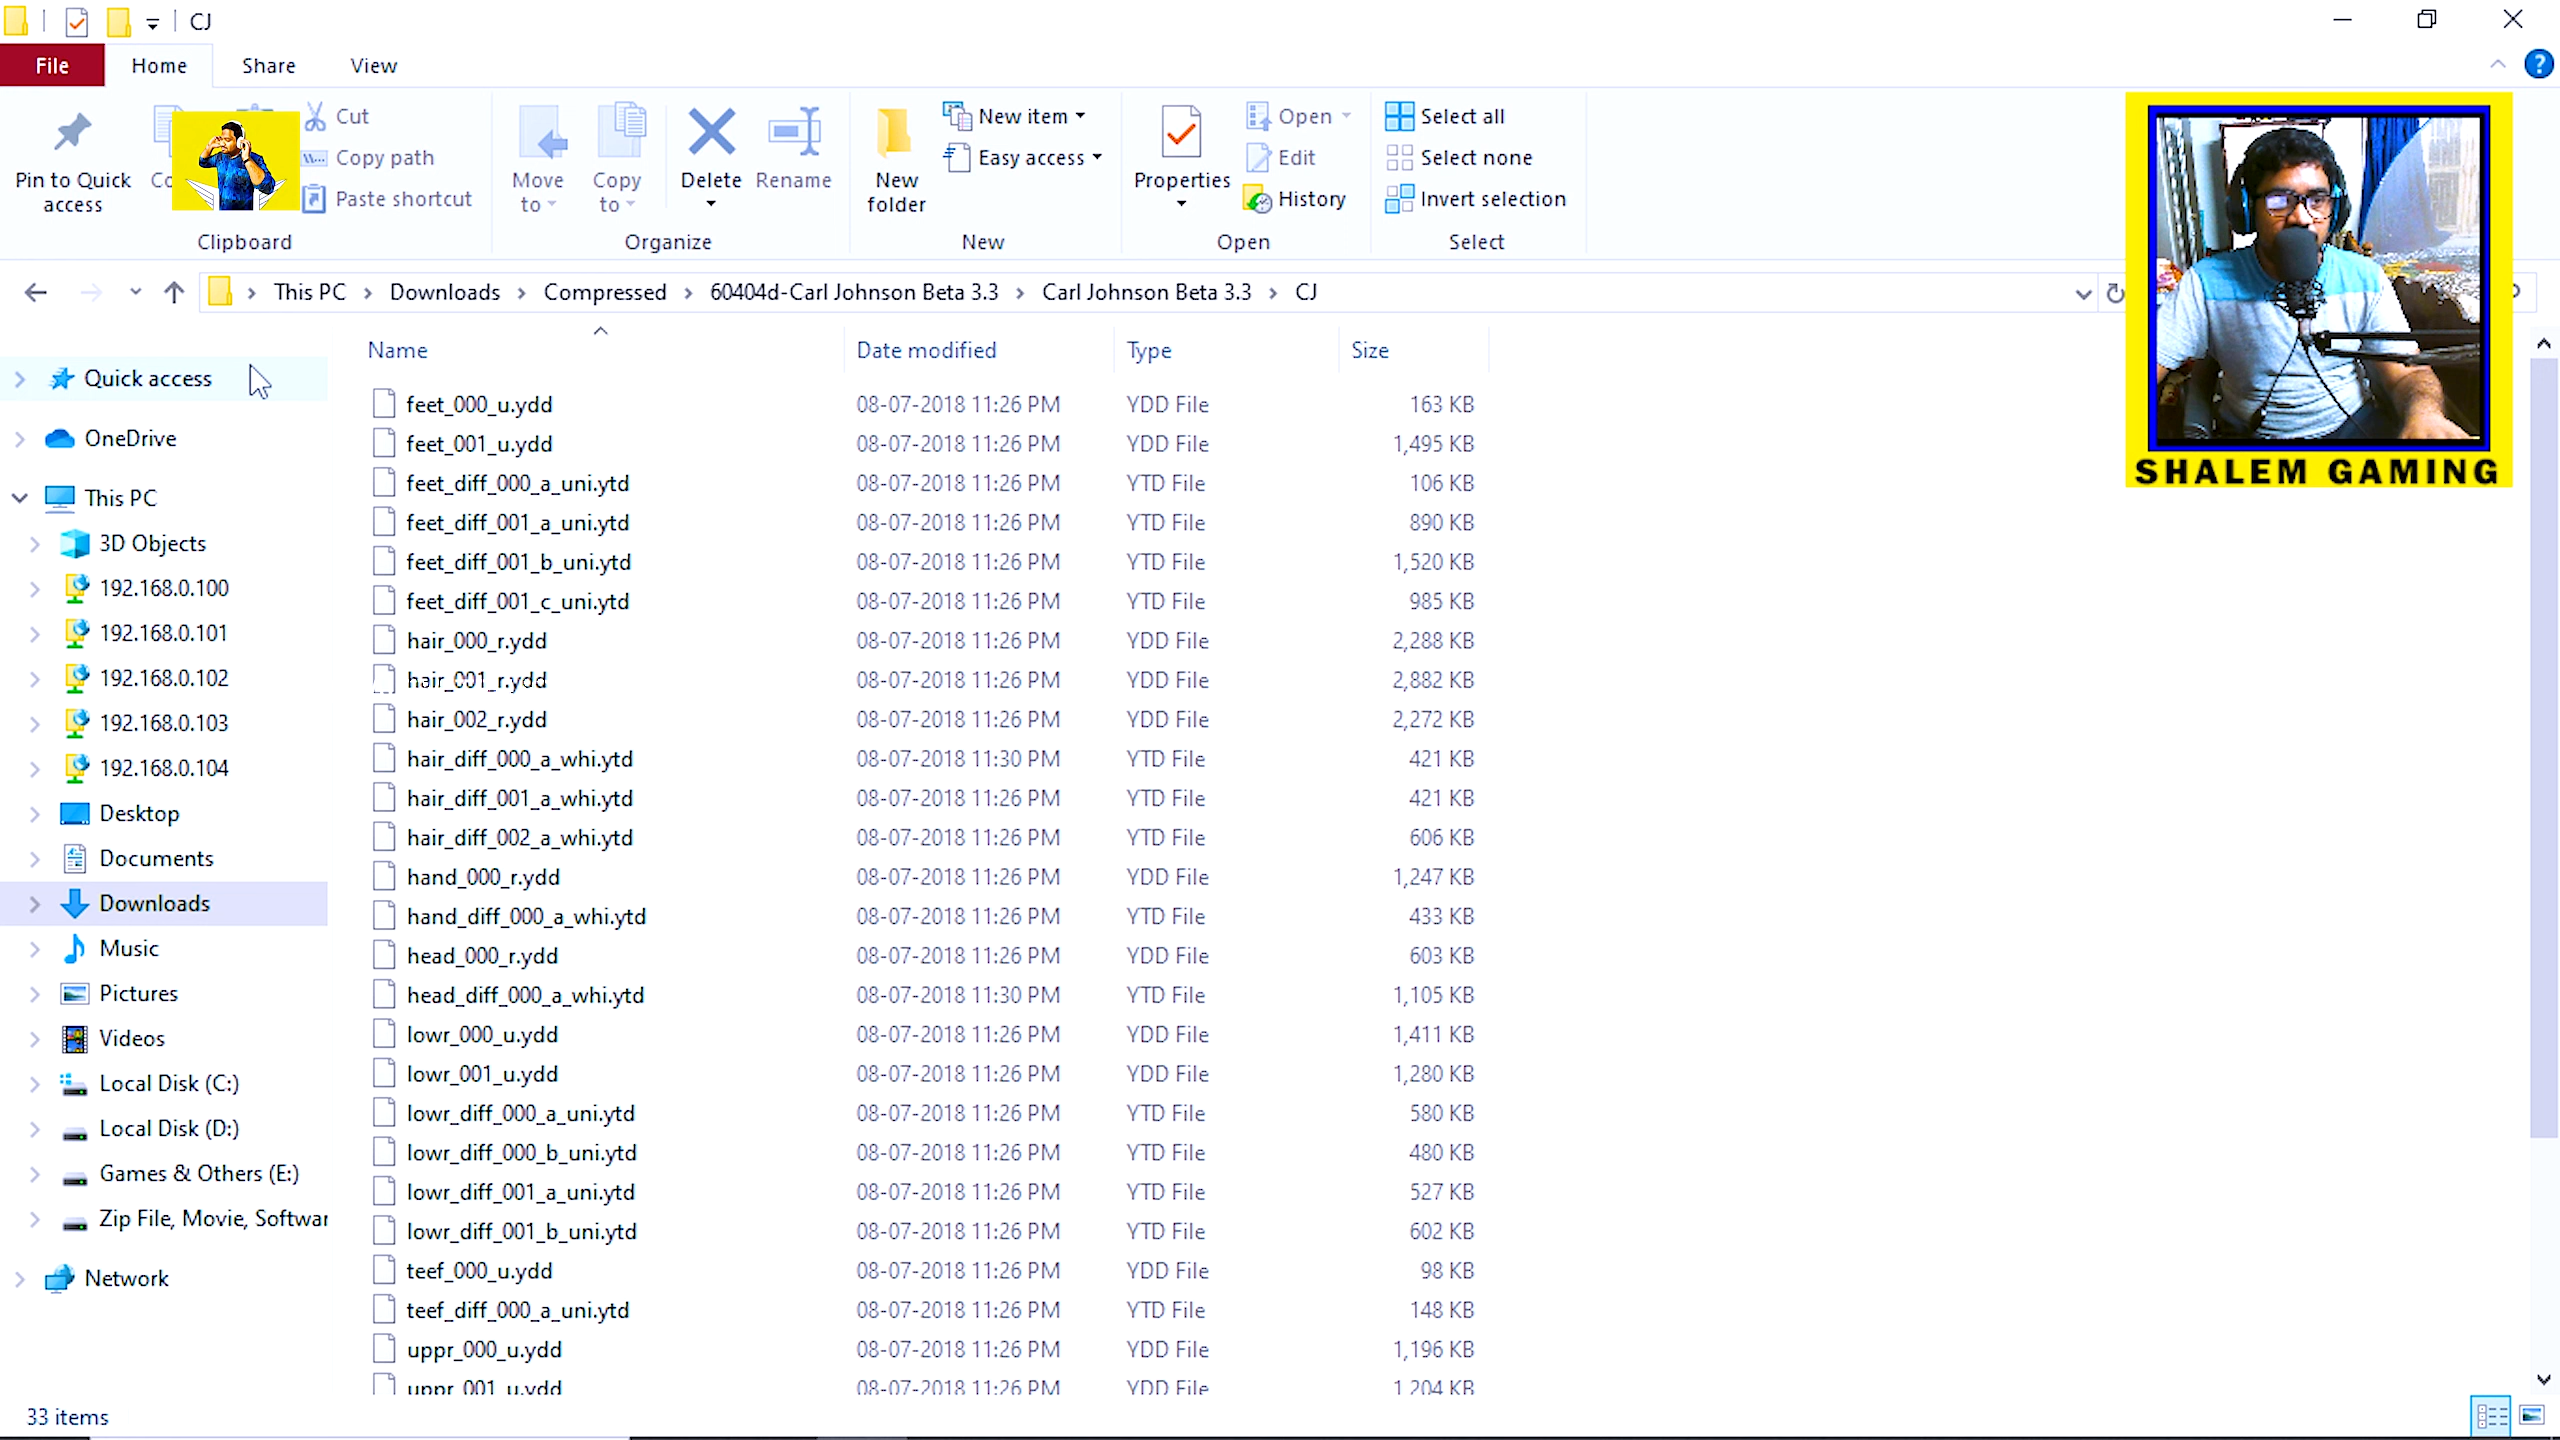 CJ
File Home Share View
Pin to Quick access
Cut
Copy path
Paste shortcut
Clipboard
Move to
Copy to
Delete
Rename
Organize
New folder
New item
Easy access
New
Properties
Open
Edit
History
Open
Select all
Select none
Invert selection
Select
This PC > Downloads > Compressed > 60404d-Carl Johnson Beta 3.3 > Carl Johnson Beta 3.3 > CJ
SHALEM GAMING
Quick access
OneDrive
This PC
3D Objects
192.168.0.100
192.168.0.101
192.168.0.102
192.168.0.103
192.168.0.104
Desktop
Documents
Downloads
Music
Pictures
Videos
Local Disk (C:)
Local Disk (D:)
Games & Others (E:)
Zip File, Movie, Softwar
Network
Name Date modified Type Size
feet_000_u.ydd 08-07-2018 11:26 PM YDD File 163 KB
feet_001_u.ydd 08-07-2018 11:26 PM YDD File 1,495 KB
feet_diff_000_a_uni.ytd 08-07-2018 11:26 PM YTD File 106 KB
feet_diff_001_a_uni.ytd 08-07-2018 11:26 PM YTD File 890 KB
feet_diff_001_b_uni.ytd 08-07-2018 11:26 PM YTD File 1,520 KB
feet_diff_001_c_uni.ytd 08-07-2018 11:26 PM YTD File 985 KB
hair_000_r.ydd 08-07-2018 11:26 PM YDD File 2,288 KB
hair_001_r.ydd 08-07-2018 11:26 PM YDD File 2,882 KB
hair_002_r.ydd 08-07-2018 11:26 PM YDD File 2,272 KB
hair_diff_000_a_whi.ytd 08-07-2018 11:30 PM YTD File 421 KB
hair_diff_001_a_whi.ytd 08-07-2018 11:26 PM YTD File 421 KB
hair_diff_002_a_whi.ytd 08-07-2018 11:26 PM YTD File 606 KB
hand_000_r.ydd 08-07-2018 11:26 PM YDD File 1,247 KB
hand_diff_000_a_whi.ytd 08-07-2018 11:26 PM YTD File 433 KB
head_000_r.ydd 08-07-2018 11:26 PM YDD File 603 KB
head_diff_000_a_whi.ytd 08-07-2018 11:30 PM YTD File 1,105 KB
lowr_000_u.ydd 08-07-2018 11:26 PM YDD File 1,411 KB
lowr_001_u.ydd 08-07-2018 11:26 PM YDD File 1,280 KB
lowr_diff_000_a_uni.ytd 08-07-2018 11:26 PM YTD File 580 KB
lowr_diff_000_b_uni.ytd 08-07-2018 11:26 PM YTD File 480 KB
lowr_diff_001_a_uni.ytd 08-07-2018 11:26 PM YTD File 527 KB
lowr_diff_001_b_uni.ytd 08-07-2018 11:26 PM YTD File 602 KB
teef_000_u.ydd 08-07-2018 11:26 PM YDD File 98 KB
teef_diff_000_a_uni.ytd 08-07-2018 11:26 PM YTD File 148 KB
uppr_000_u.ydd 08-07-2018 11:26 PM YDD File 1,196 KB
uppr_001_u.ydd 08-07-2018 11:26 PM YDD File 1,204 KB
33 items